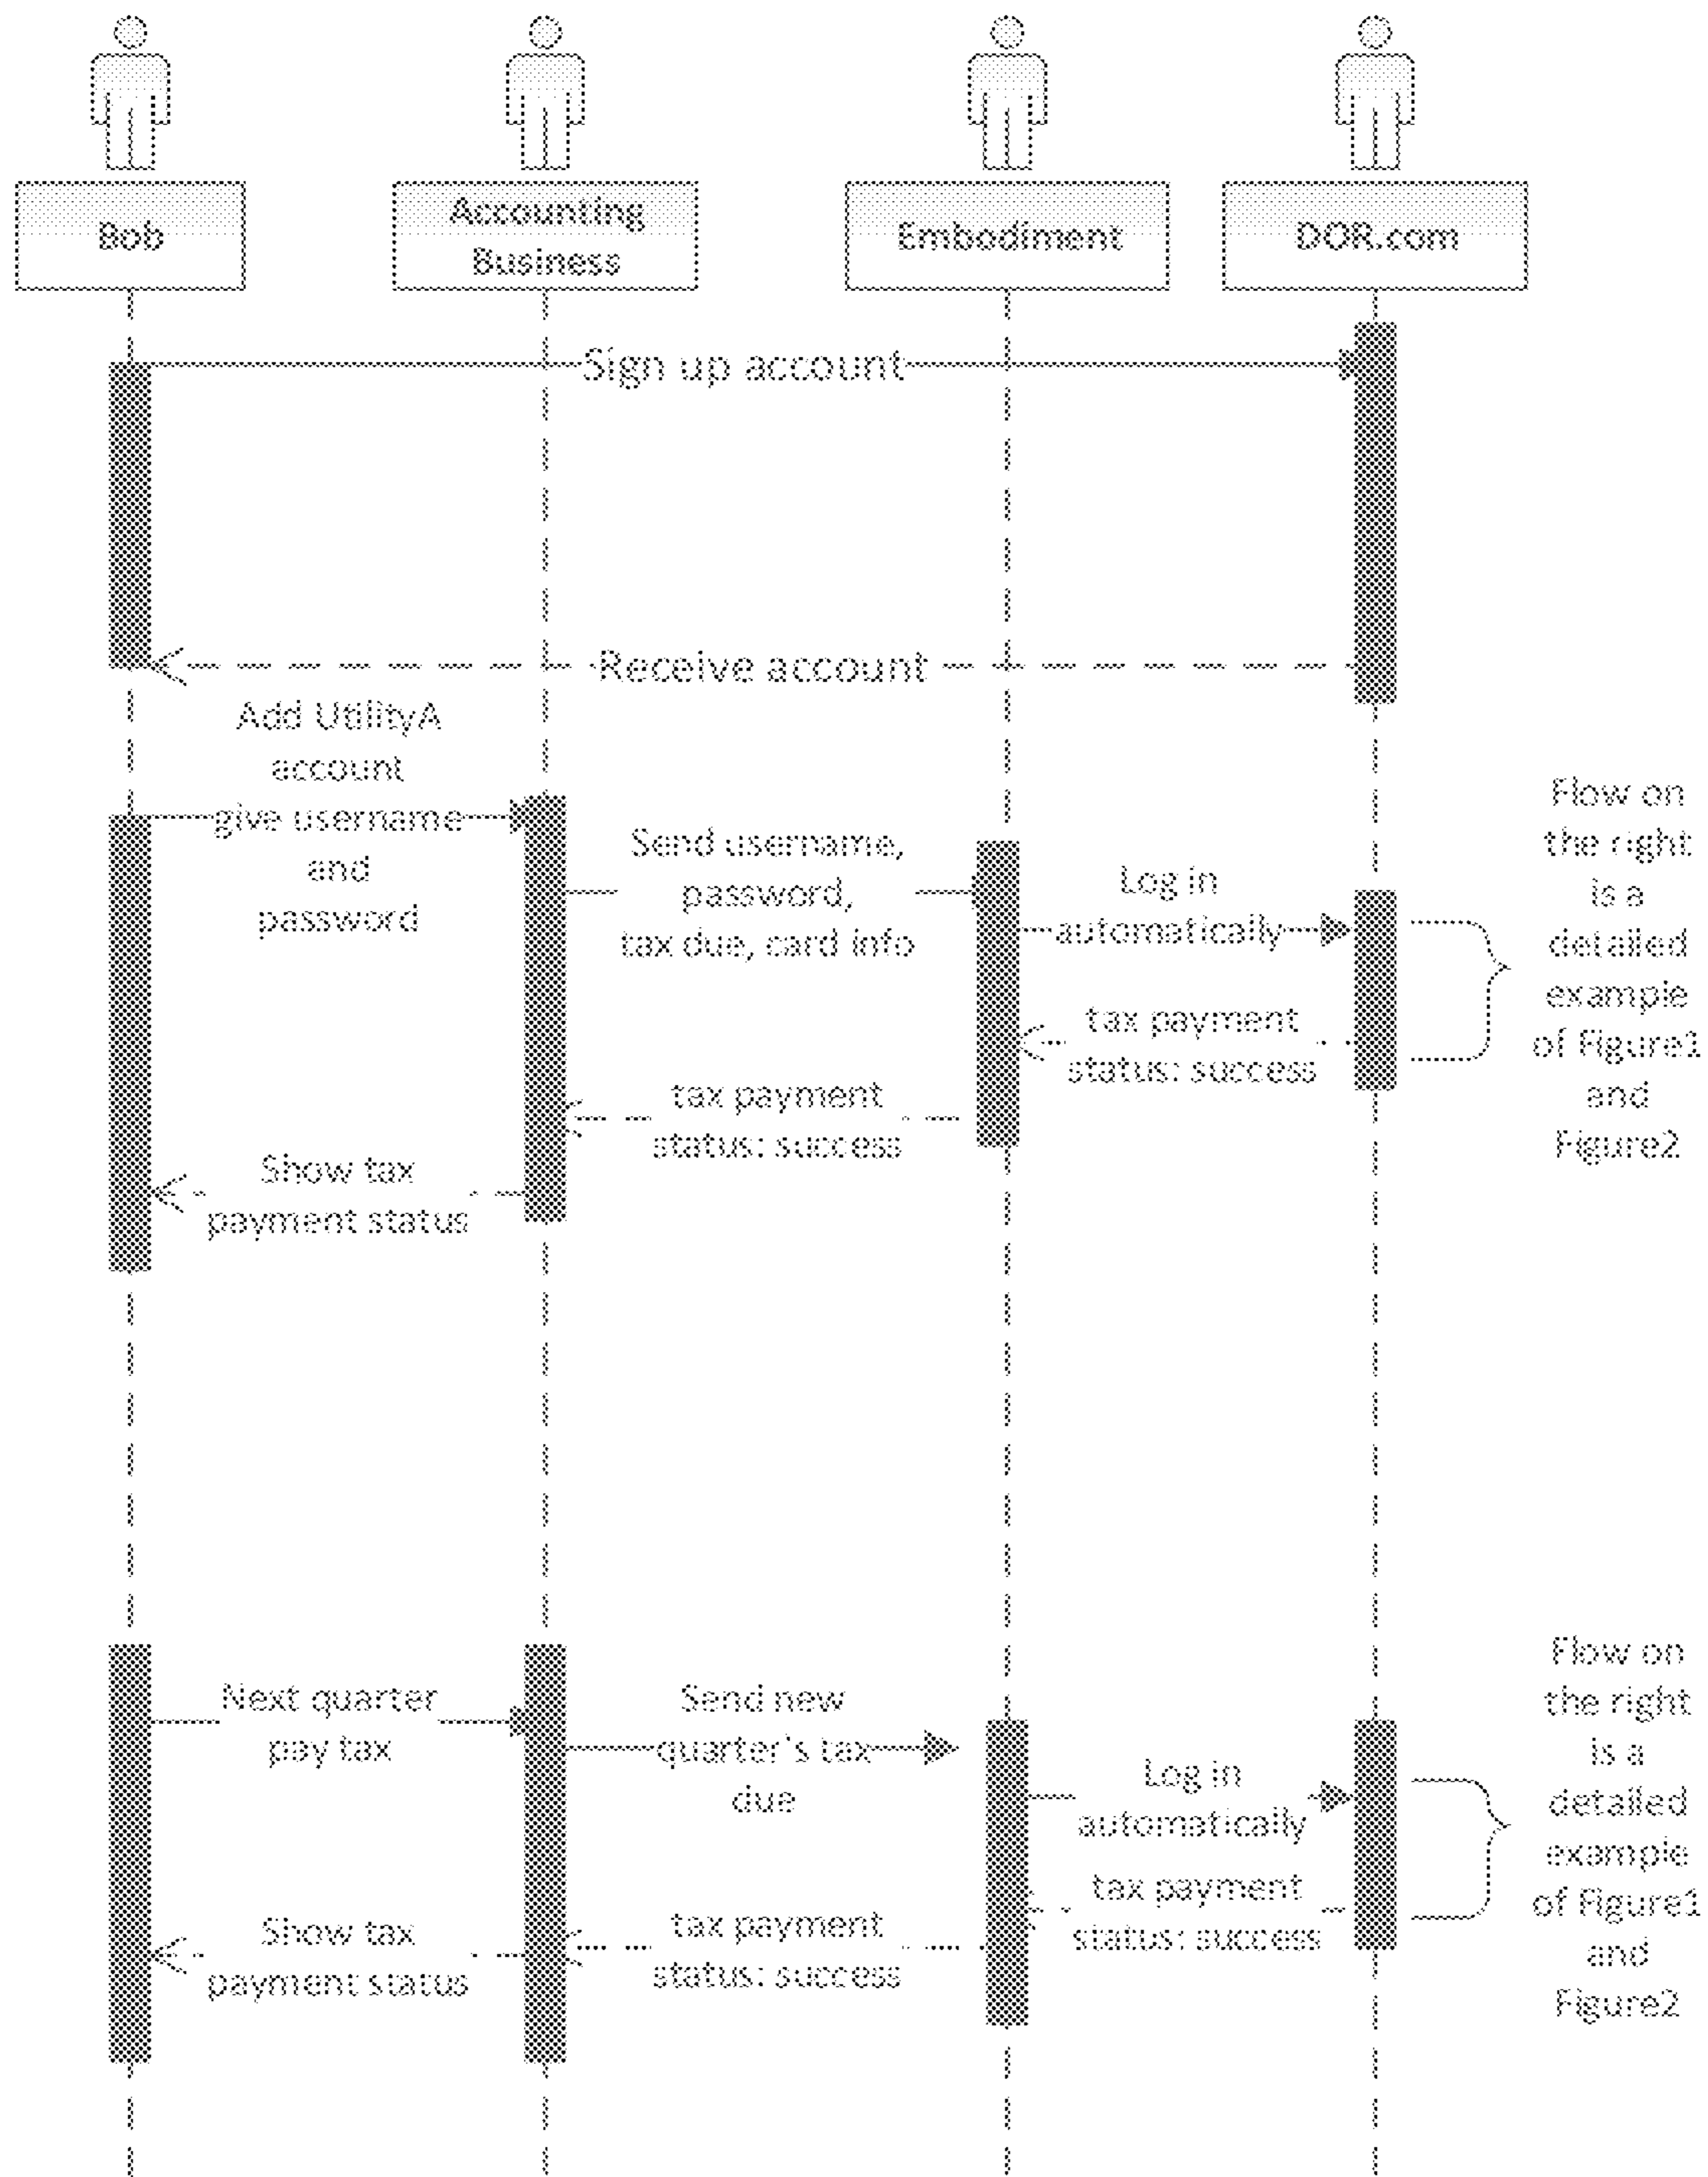 Bob
Accounting
Business
Embodiment
DOR.com
Sign up account
Receive account
Add UtilityA
account
give username
and
password
Send username,
password,
tax due, card info
Log in
automatically
tax payment
status: success
tax payment
status: success
Show tax
payment status
Flow on
the right
is a
detailed
example
of Figure1
and
Figure2
Next quarter
pay tax
Send new
quarter's tax
due
Log in
automatically
tax payment
status: success
tax payment
status: success
Show tax
payment status
Flow on
the right
is a
detailed
example
of Figure1
and
Figure2